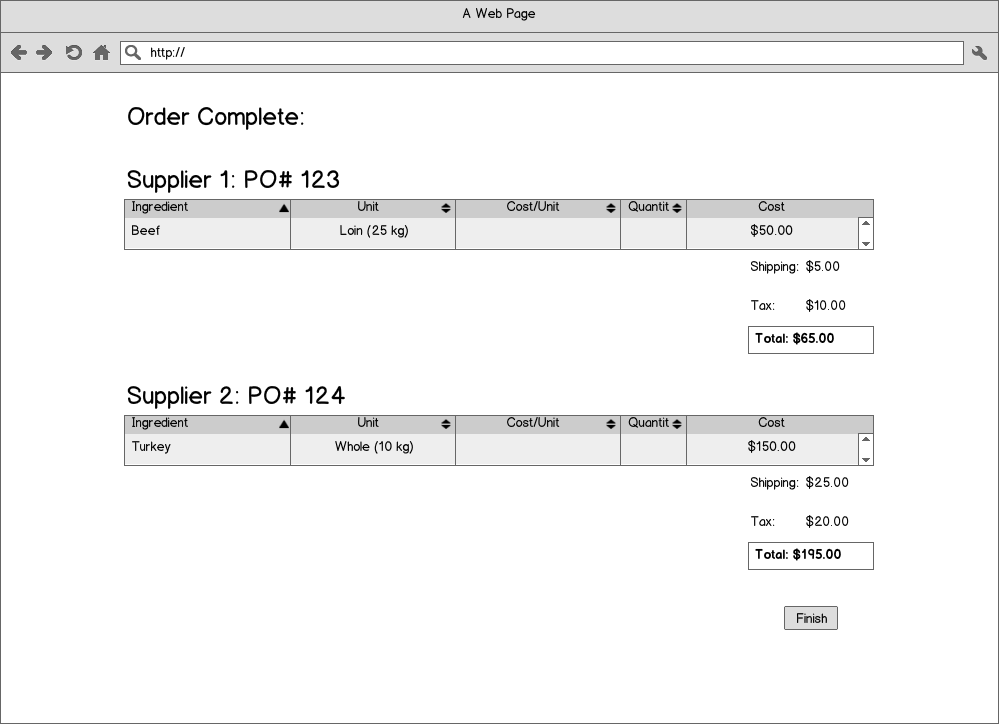 A Web Page
http://
Order Complete:
Supplier 1: PO# 123
Ingredient Unit Cost/Unit Quantit Cost
Beef Loin (25 kg) $50.00
Shipping: $5.00
Tax: $10.00
Total: $65.00
Supplier 2: PO# 124
Ingredient Unit Cost/Unit Quantit Cost
Turkey Whole (10 kg) $150.00
Shipping: $25.00
Tax: $20.00
Total: $195.00
Finish